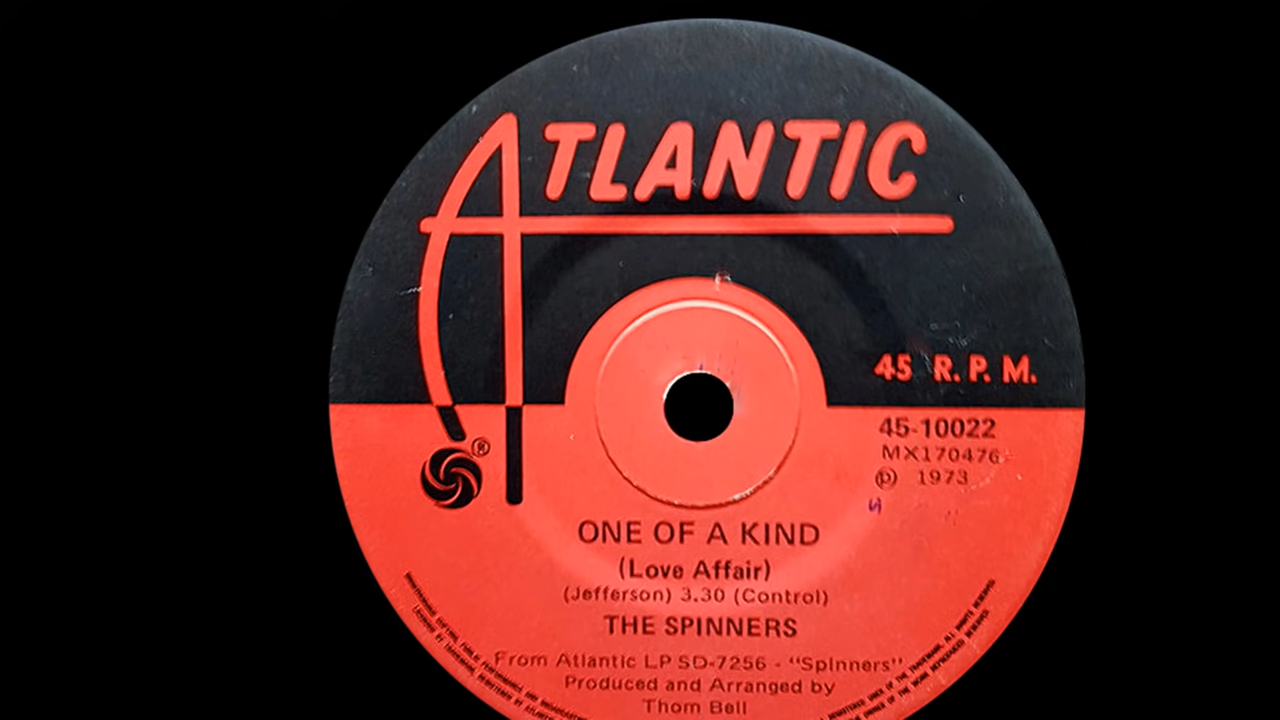 ATLANTIC
45 R.P.M.
45-10022
MX170476
℗ 1973
®
ONE OF A KIND
(Love Affair)
(Jefferson) 3.30 (Control)
THE SPINNERS
From Atlantic LP SD-7256 - "Spinners"
Produced and Arranged by
Thom Bell